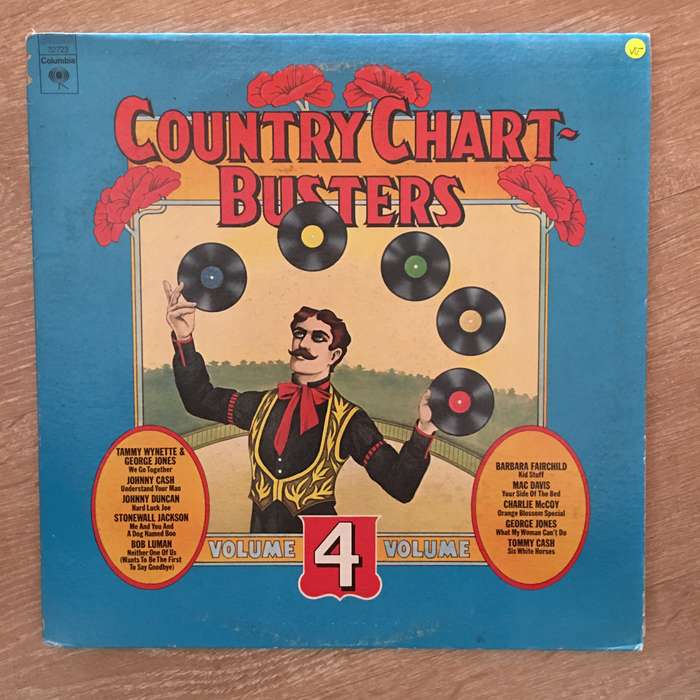 32723
Columbia
VG
COUNTRY CHART-
BUSTERS
TAMMY WYNETTE &
GEORGE JONES
We Go Together
JOHNNY CASH
Understand Your Man
JOHNNY DUNCAN
Hard Luck Joe
STONEWALL JACKSON
Me And You And
A Dog Named Boo
BOB LUMAN
Neither One Of Us
(Wants To Be The First
To Say Goodbye)
BARBARA FAIRCHILD
Kid Stuff
MAC DAVIS
Your Side Of The Bed
CHARLIE McCOY
Orange Blossom Special
GEORGE JONES
What My Woman Can't Do
TOMMY CASH
Six White Horses
VOLUME 4 VOLUME